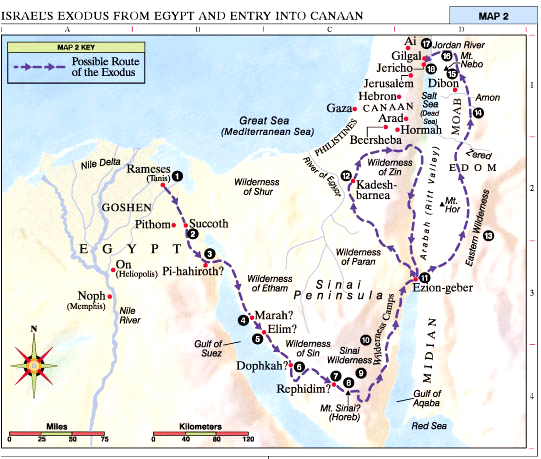 ISRAEL'S EXODUS FROM EGYPT AND ENTRY INTO CANAAN
MAP 2
A
B
C
D
MAP 2 KEY
Possible Route
of the Exodus
Ai
Gilgal
Jericho
Jerusalem
Hebron
Gaza
CANAAN
Arad
Hormah
Beersheba
17
Jordan River
16
Mt.
Nebo
15
18
Dibon
Salt
Sea
(Dead
Sea)
MOAB
Arnon
14
Zered
EDOM
1
2
3
4
Great Sea
(Mediterranean Sea)
PHILISTINES
River of Egypt
12
Kadesh-
barnea
Wilderness
of Zin
Arabah (Rift Valley)
Mt.
Hor
Eastern Wilderness
13
Nile Delta
Rameses
(Tanis)
1
GOSHEN
Pithom
Succoth
2
EGYPT
3
Pi-hahiroth?
On
(Heliopolis)
Noph
(Memphis)
Nile
River
Wilderness
of Shur
Wilderness
of Paran
Wilderness
of Etham
Sinai
Peninsula
11
Ezion-geber
4
Marah?
5
Elim?
Gulf of
Suez
Wilderness
of Sin
Dophkah?
6
10
Sinai
Wilderness
Wilderness Camps
9
7
8
Rephidim?
Mt. Sinai?
(Horeb)
MIDIAN
Gulf of
Aqaba
Red Sea
N
Miles
0 25 50 75
Kilometers
0 40 80 120